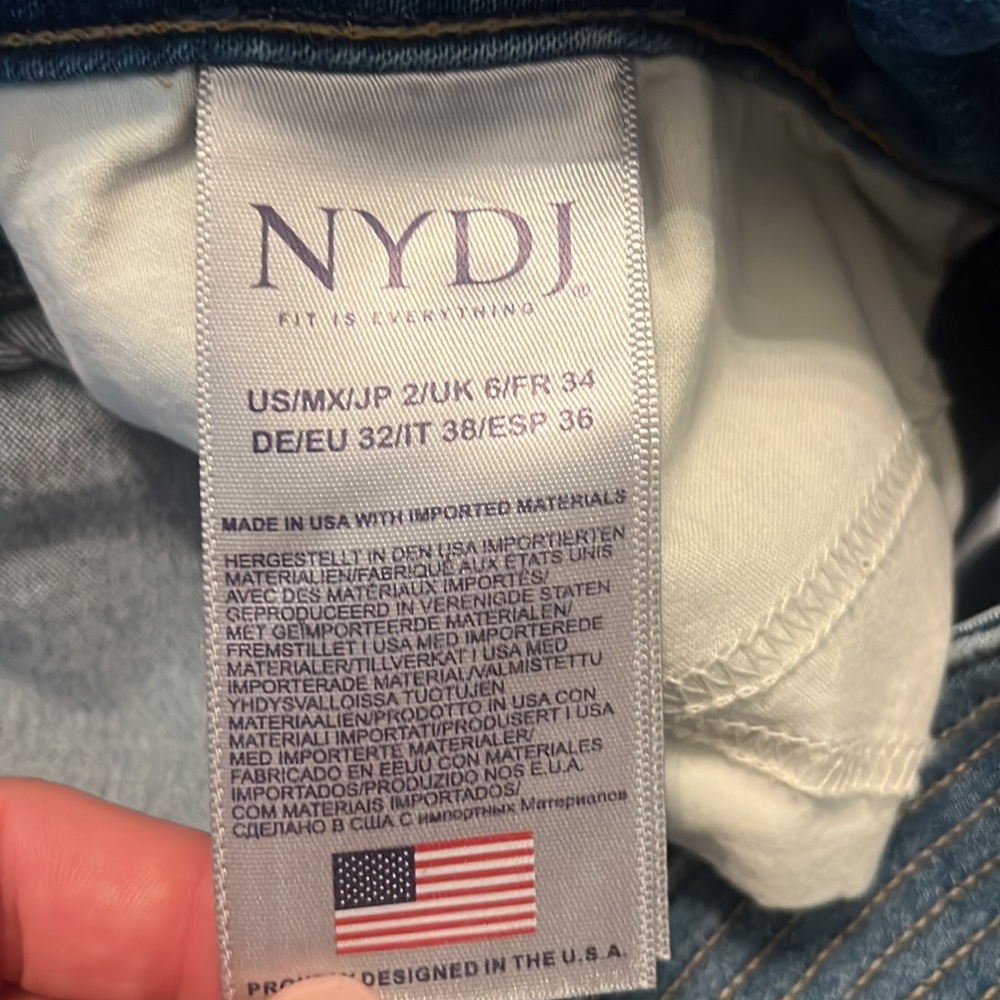 NYDJ®
FIT IS EVERYTHING
US/MX/JP 2/UK 6/FR 34
DE/EU 32/IT 38/ESP 36
MADE IN USA WITH IMPORTED MATERIALS
HERGESTELLT IN DEN USA IMPORTIERTEN
MATERIALIEN/FABRIQUÉ AUX ÉTATS UNIS
AVEC DES MATÉRIAUX IMPORTÉS/
GEPRODUCEERD IN VERENIGDE STATEN
MET GEÏMPORTEERDE MATERIALEN/
FREMSTILLET I USA MED IMPORTEREDE
MATERIALER/TILLVERKAT I USA MED
IMPORTERADE MATERIAL/VALMISTETTU
YHDYSVALLOISSA TUOTUJEN
MATERIAALIEN/PRODOTTO IN USA CON
MATERIALI IMPORTATI/PRODUSERT I USA
MED IMPORTERTE MATERIALER/
FABRICADO EN EEUU CON MATERIALES
IMPORTADOS/PRODUZIDO NOS E.U.A.
COM MATERIAIS IMPORTADOS/
СДЕЛАНО В США С импортных Материалов
DESIGNED IN THE U.S.A.